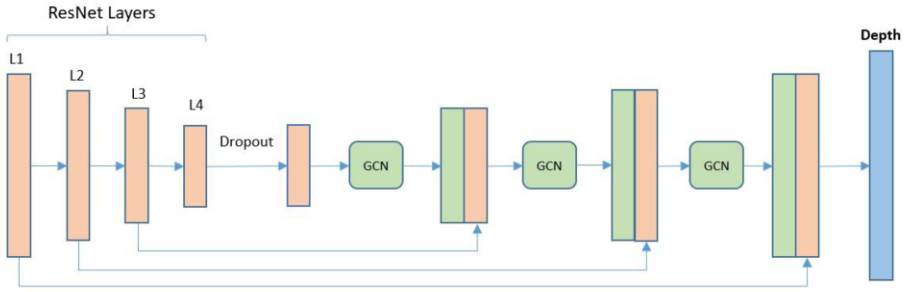 ResNet Layers
L1
L2
L3
L4
Dropout
GCN
GCN
GCN
Depth